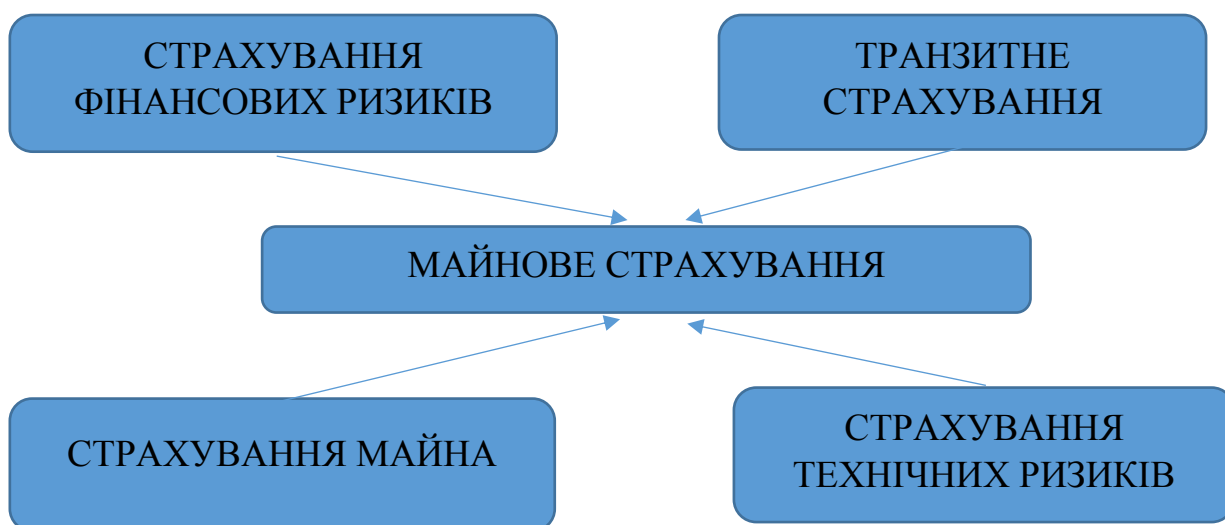 СТРАХУВАННЯ
ФІНАНСОВИХ РИЗИКІВ
ТРАНЗИТНЕ
СТРАХУВАННЯ
МАЙНОВЕ СТРАХУВАННЯ
СТРАХУВАННЯ МАЙНА
СТРАХУВАННЯ
ТЕХНІЧНИХ РИЗИКІВ